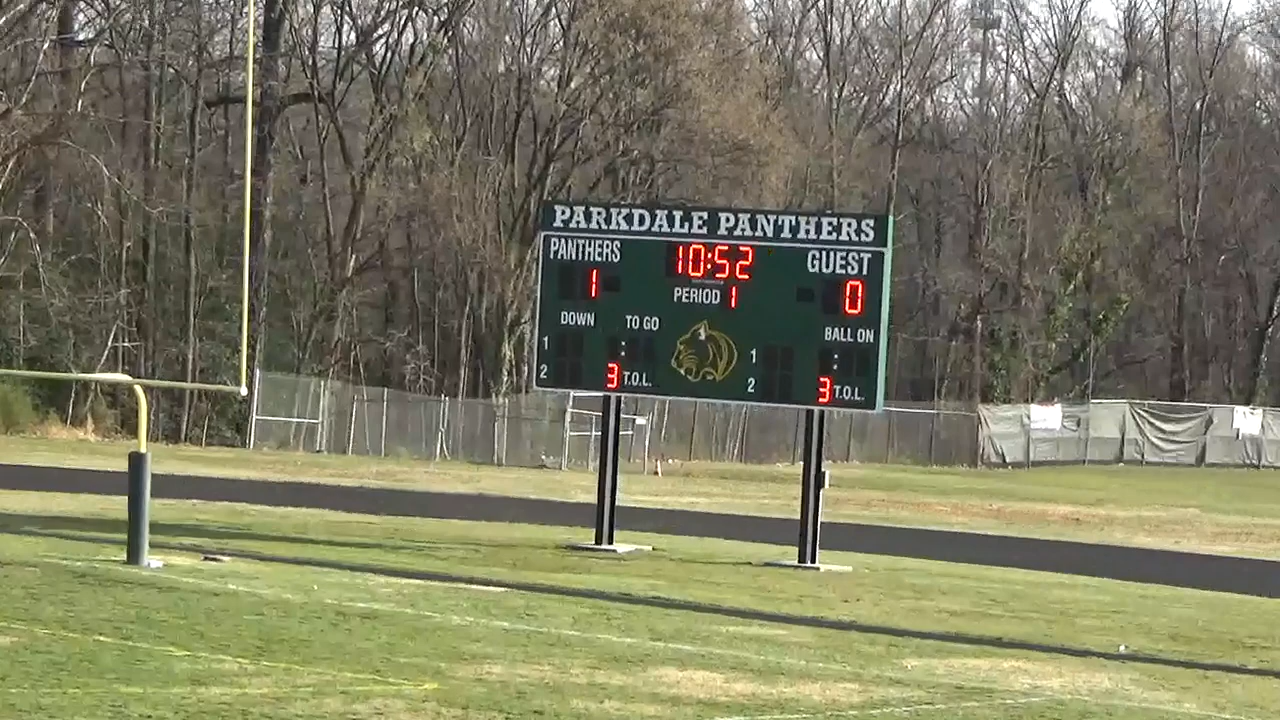 PARKDALE PANTHERS
PANTHERS 10:52 GUEST
1 PERIOD 1 0
DOWN TO GO BALL ON
1 : 1 :
2 3 T.O.L. 2 3 T.O.L.